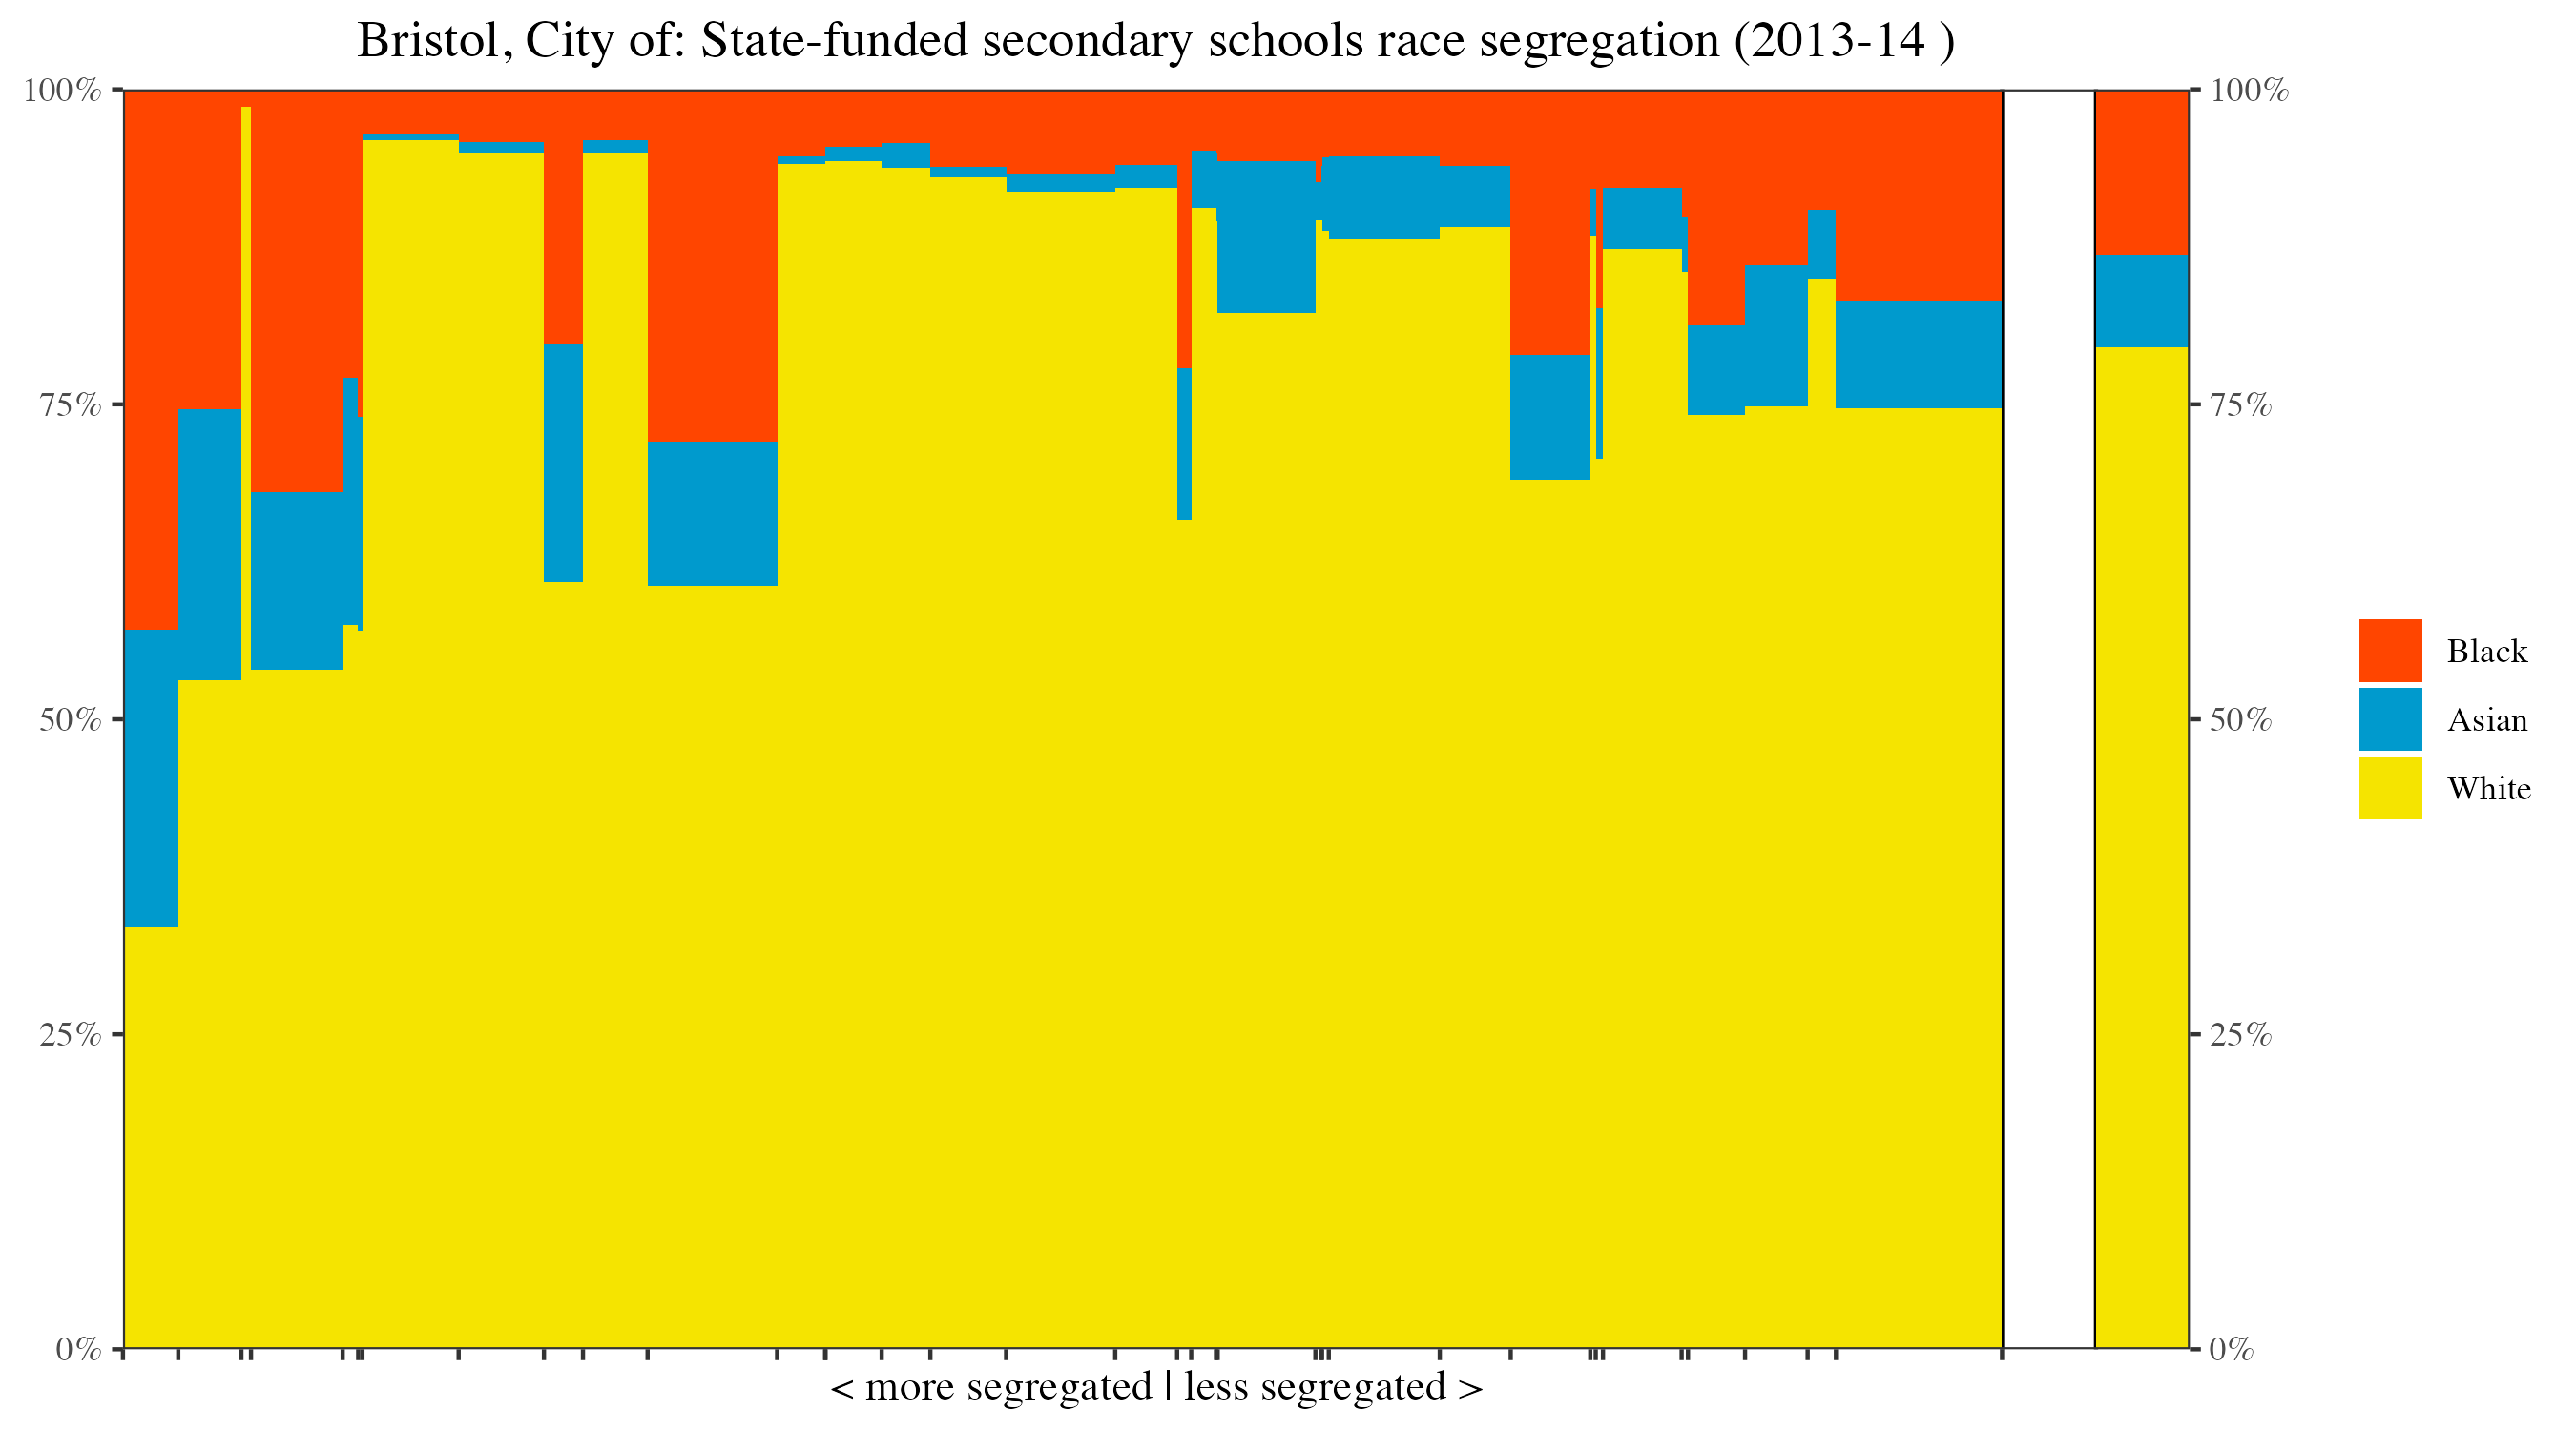 Bristol, City of: State-funded secondary schools race segregation (2013-14 )
100%
75%
50%
25%
0%
100%
75%
50%
25%
0%
Black
Asian
White
< more segregated | less segregated >